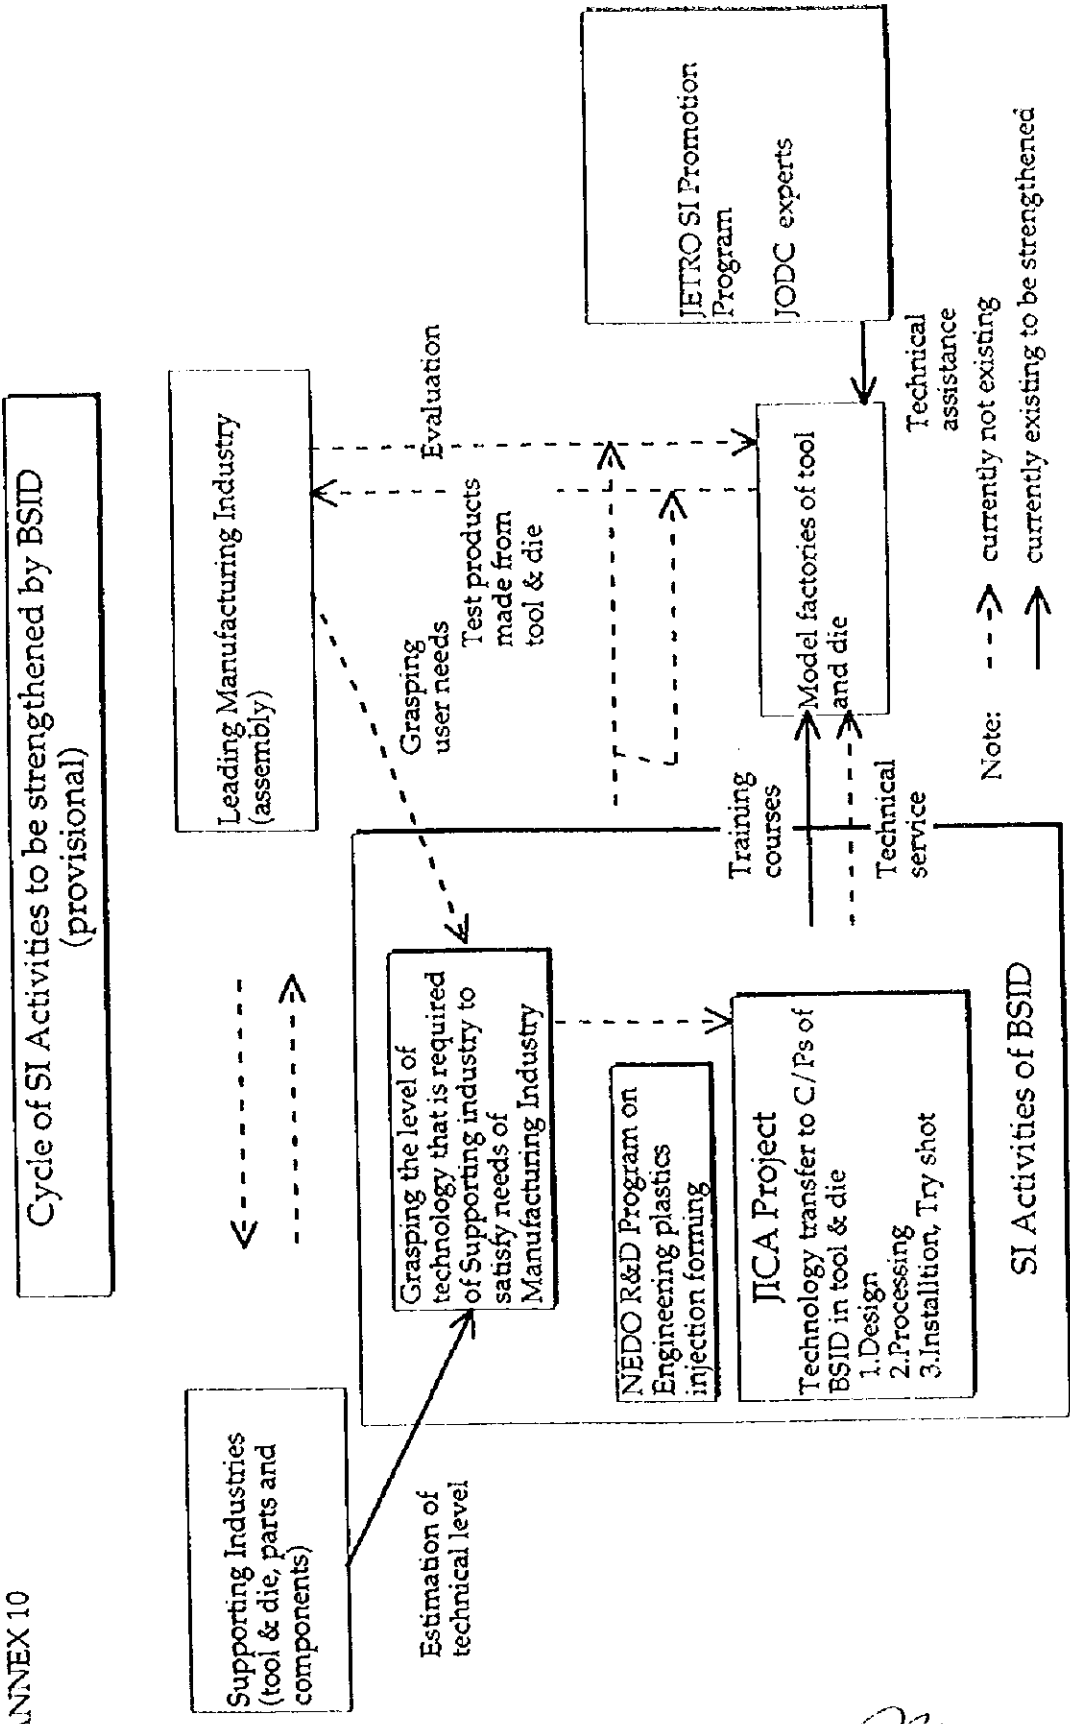 ANNEX 10
Cycle of SI Activities to be strengthened by BSID
(provisional)
Supporting Industries
(tool & die, parts and
components)
Leading Manufacturing Industry
(assembly)
Estimation of
technical level
Grasping
user needs
Test products
made from
tool & die
Evaluation
Grasping the level of
technology that is required
of Supporting industry to
satisfy needs of
Manufacturing Industry
NEDO R&D Program on
Engineering plastics
injection forming
JICA Project
Technology transfer to C/Ps of
BSID in tool & die
1.Design
2.Processing
3.Installtion, Try shot
SI Activities of BSID
Training
courses
Technical
service
Model factories of tool
and die
JETRO SI Promotion
Program
JODC experts
Technical
assistance
Note: currently not existing
currently existing to be strengthened